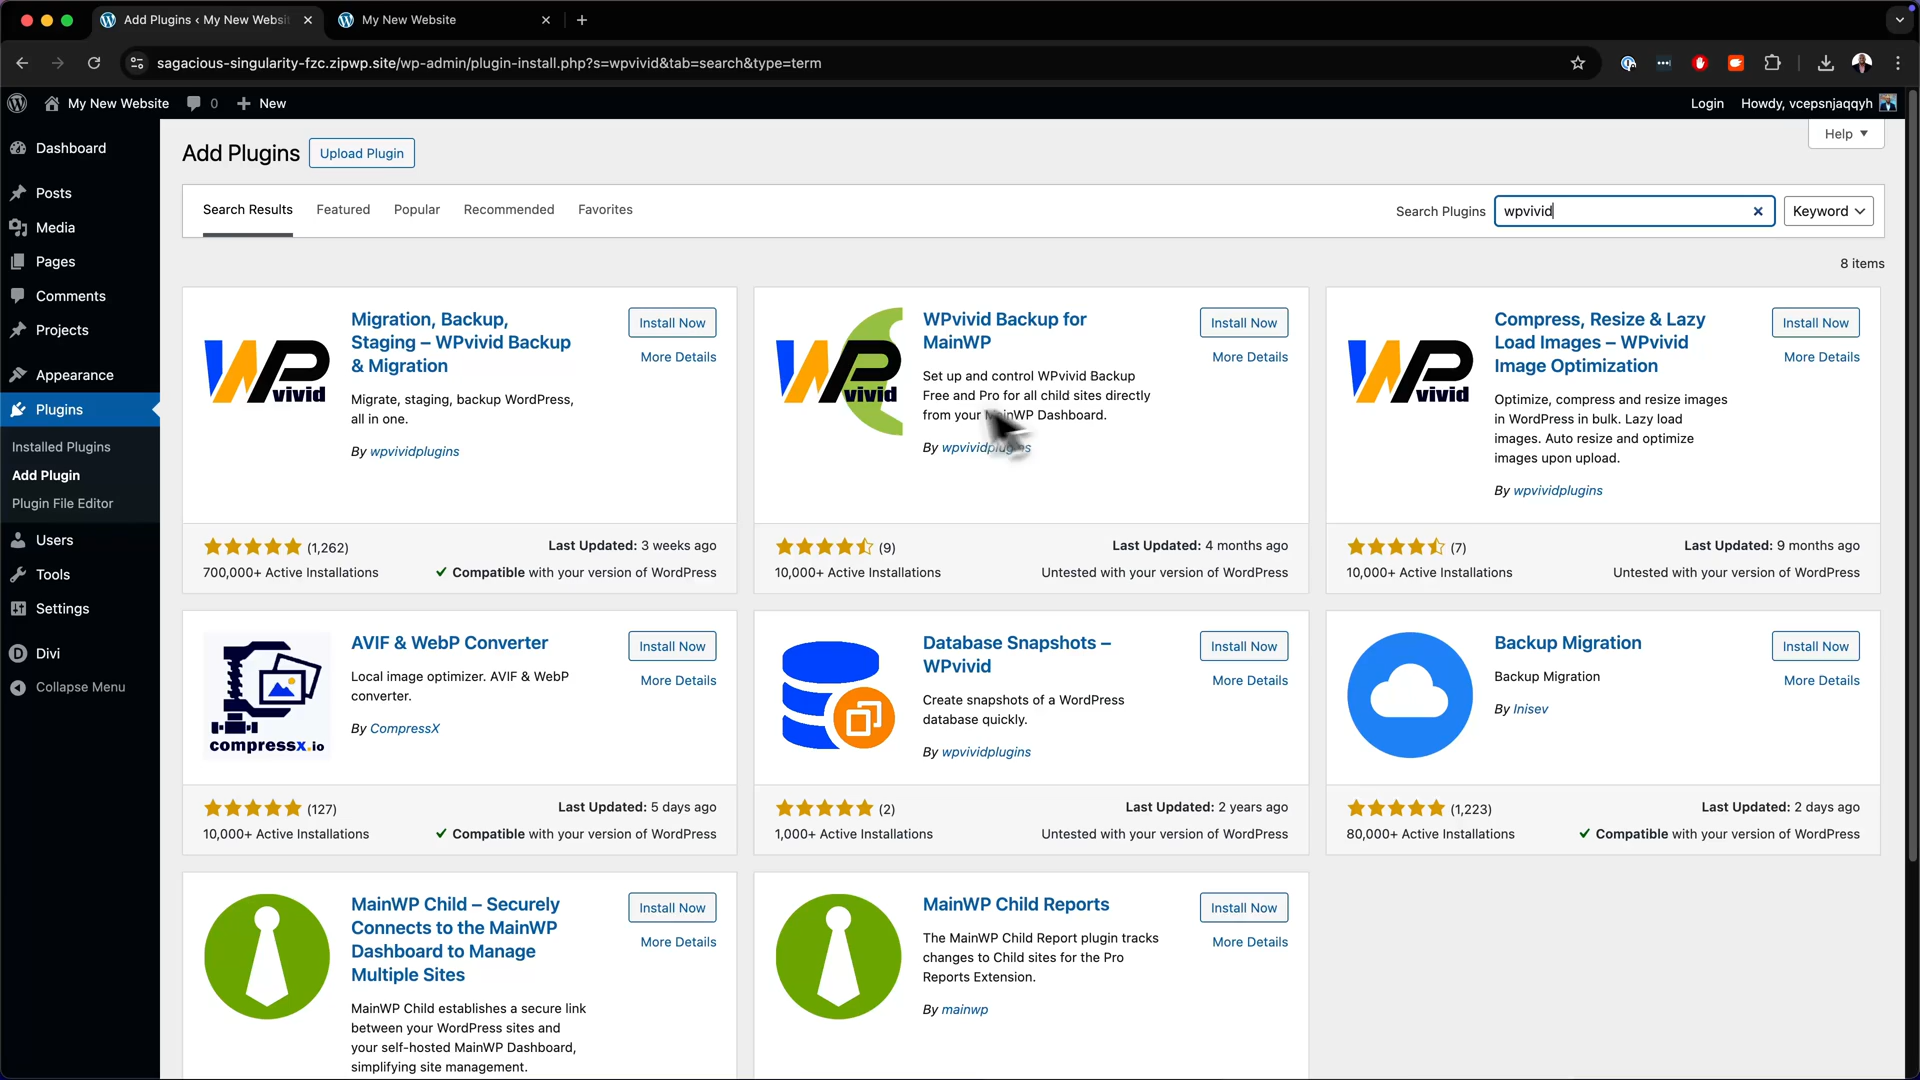 Add Plugins ‹ My New Websi
My New Website
sagacious-singularity-fzc.zipwp.site/wp-admin/plugin-install.php?s=wpvivid&tab=search&type=term
My New Website 0 New
Login Howdy, vcepsnjaqqyh
Help
Dashboard
Posts
Media
Pages
Comments
Projects
Appearance
Plugins
Installed Plugins
Add Plugin
Plugin File Editor
Users
Tools
Settings
Divi
Collapse Menu
Add Plugins Upload Plugin
Search Results Featured Popular Recommended Favorites
Search Plugins wpvivid Keyword
8 items
WP vivid
Migration, Backup,
Staging – WPvivid Backup
& Migration
Install Now
More Details
Migrate, staging, backup WordPress,
all in one.
By wpvividplugins
(1,262)
Last Updated: 3 weeks ago
700,000+ Active Installations
Compatible with your version of WordPress
WP vivid
WPvivid Backup for
MainWP
Install Now
More Details
Set up and control WPvivid Backup
Free and Pro for all child sites directly
from your MainWP Dashboard.
By wpvividplugins
(9)
Last Updated: 4 months ago
10,000+ Active Installations
Untested with your version of WordPress
WP vivid
Compress, Resize & Lazy
Load Images – WPvivid
Image Optimization
Install Now
More Details
Optimize, compress and resize images
in WordPress in bulk. Lazy load
images. Auto resize and optimize
images upon upload.
By wpvividplugins
(7)
Last Updated: 9 months ago
10,000+ Active Installations
Untested with your version of WordPress
compressx.io
AVIF & WebP Converter
Install Now
More Details
Local image optimizer. AVIF & WebP
converter.
By CompressX
(127)
Last Updated: 5 days ago
10,000+ Active Installations
Compatible with your version of WordPress
Database Snapshots –
WPvivid
Install Now
More Details
Create snapshots of a WordPress
database quickly.
By wpvividplugins
(2)
Last Updated: 2 years ago
1,000+ Active Installations
Untested with your version of WordPress
Backup Migration
Install Now
More Details
Backup Migration
By Inisev
(1,223)
Last Updated: 2 days ago
80,000+ Active Installations
Compatible with your version of WordPress
MainWP Child – Securely
Connects to the MainWP
Dashboard to Manage
Multiple Sites
Install Now
More Details
MainWP Child establishes a secure link
between your WordPress sites and
your self-hosted MainWP Dashboard,
simplifying site management.
MainWP Child Reports
Install Now
More Details
The MainWP Child Report plugin tracks
changes to Child sites for the Pro
Reports Extension.
By mainwp